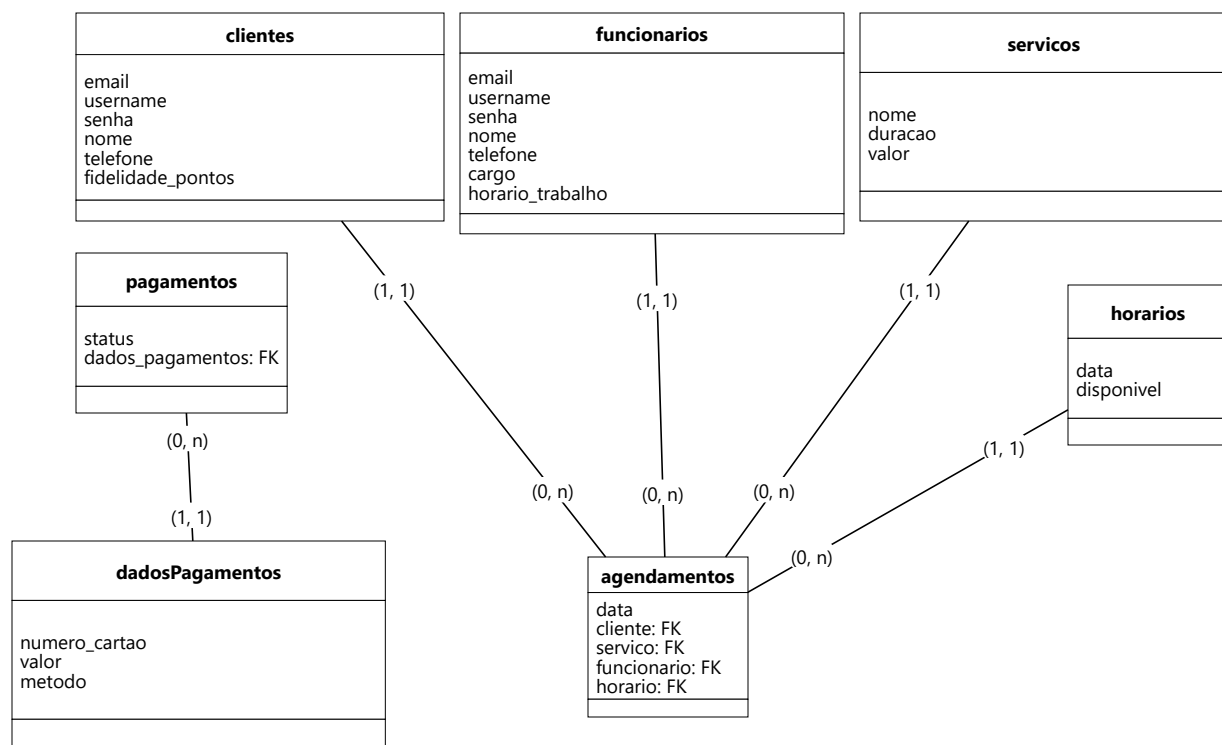 clientes
email
username
senha
nome
telefone
fidelidade_pontos
funcionarios
email
username
senha
nome
telefone
cargo
horario_trabalho
servicos
nome
duracao
valor
pagamentos
status
dados_pagamentos: FK
horarios
data
disponivel
(1, 1)
(1, 1)
(1, 1)
(0, n)
(1, 1)
(0, n)
(0, n)
(0, n)
(1, 1)
(0, n)
dadosPagamentos
numero_cartao
valor
metodo
agendamentos
data
cliente: FK
servico: FK
funcionario: FK
horario: FK